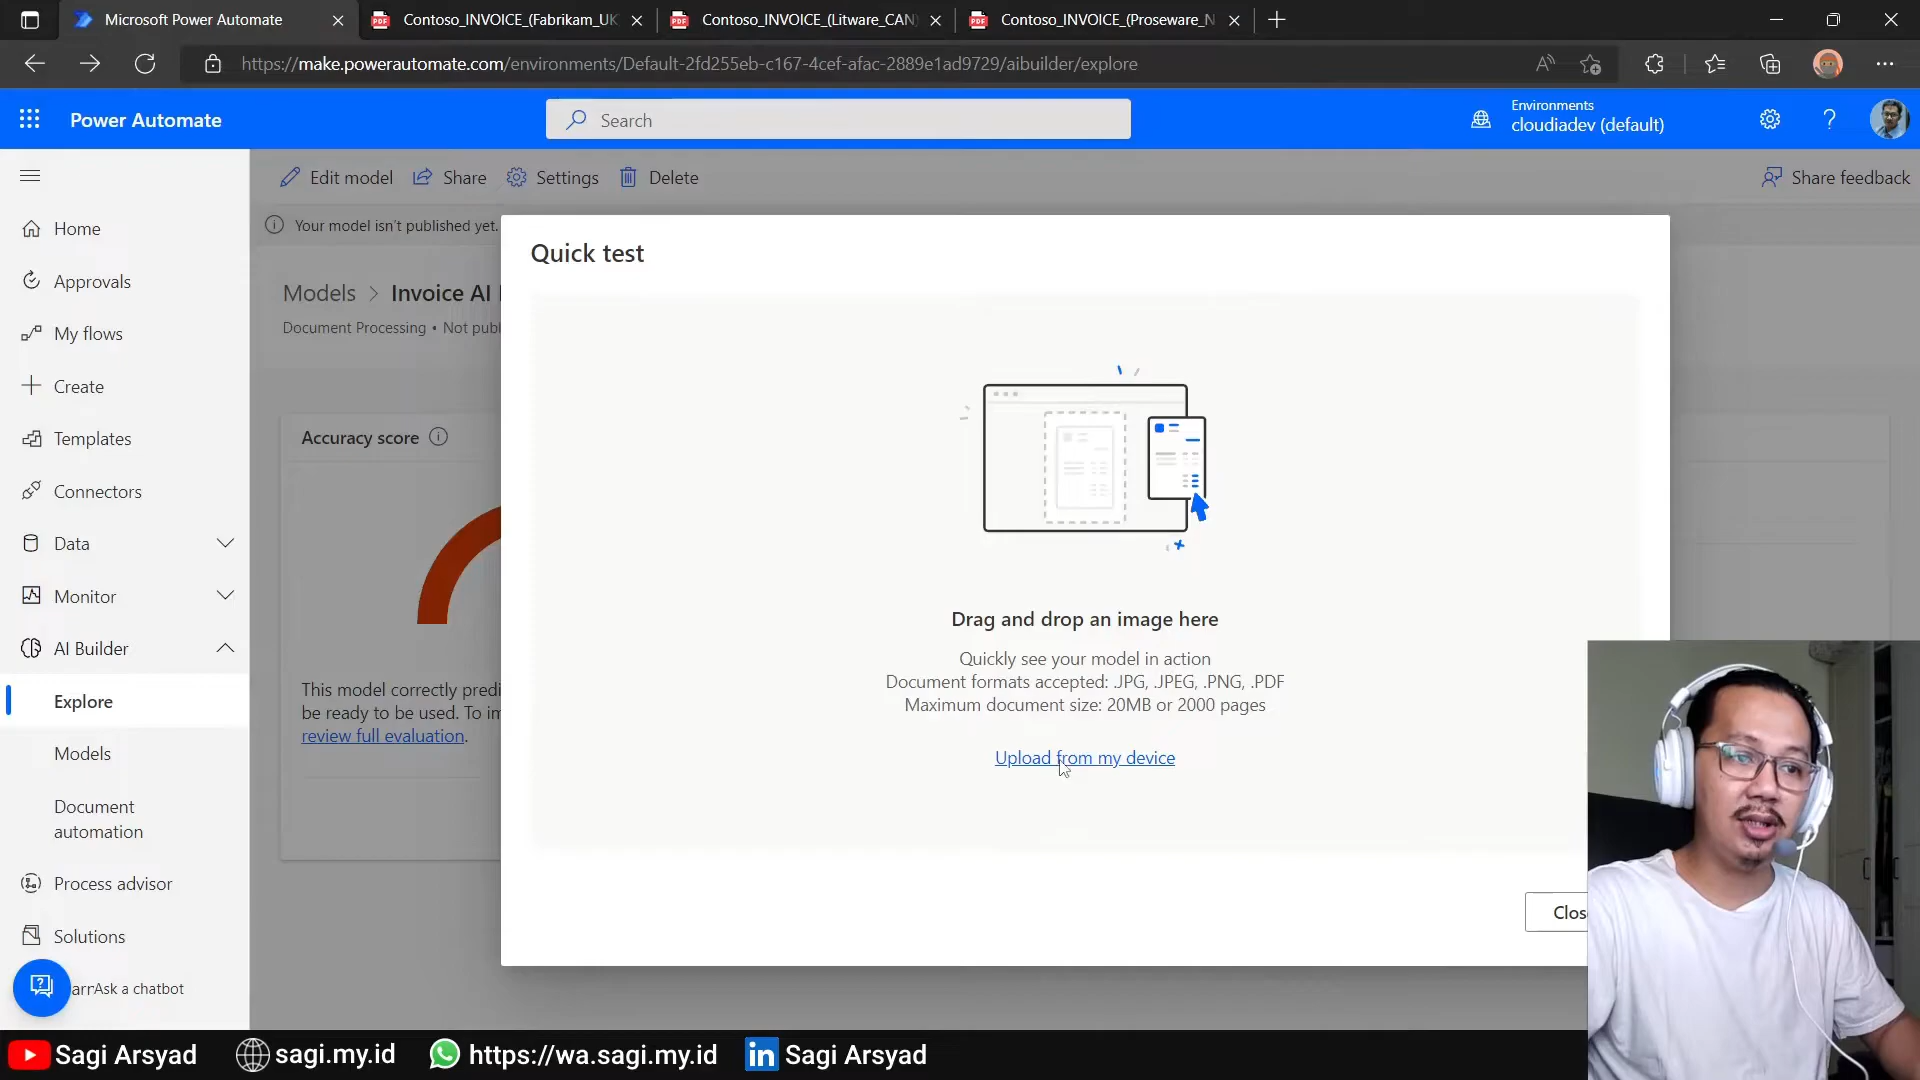 Microsoft Power Automate
Contoso_INVOICE_(Fabrikam_UK
Contoso_INVOICE_(Litware_CAN)
Contoso_INVOICE_(Proseware_N
https://make.powerautomate.com/environments/Default-2fd255eb-c167-4cef-afac-2889e1ad9729/aibuilder/explore
Power Automate
Search
Environments
cloudiadev (default)
Edit model
Share
Settings
Delete
Share feedback
Your model isn't published yet.
Home
Approvals
My flows
Create
Templates
Connectors
Data
Monitor
AI Builder
Explore
Models
Document
automation
Process advisor
Solutions
Ask a chatbot
Models > Invoice AI
Document Processing • Not pub
Accuracy score
This model correctly predi
be ready to be used. To im
review full evaluation.
Quick test
Drag and drop an image here
Quickly see your model in action
Document formats accepted: .JPG, .JPEG, .PNG, .PDF
Maximum document size: 20MB or 2000 pages
Upload from my device
Clos
Sagi Arsyad
sagi.my.id
https://wa.sagi.my.id
in Sagi Arsyad